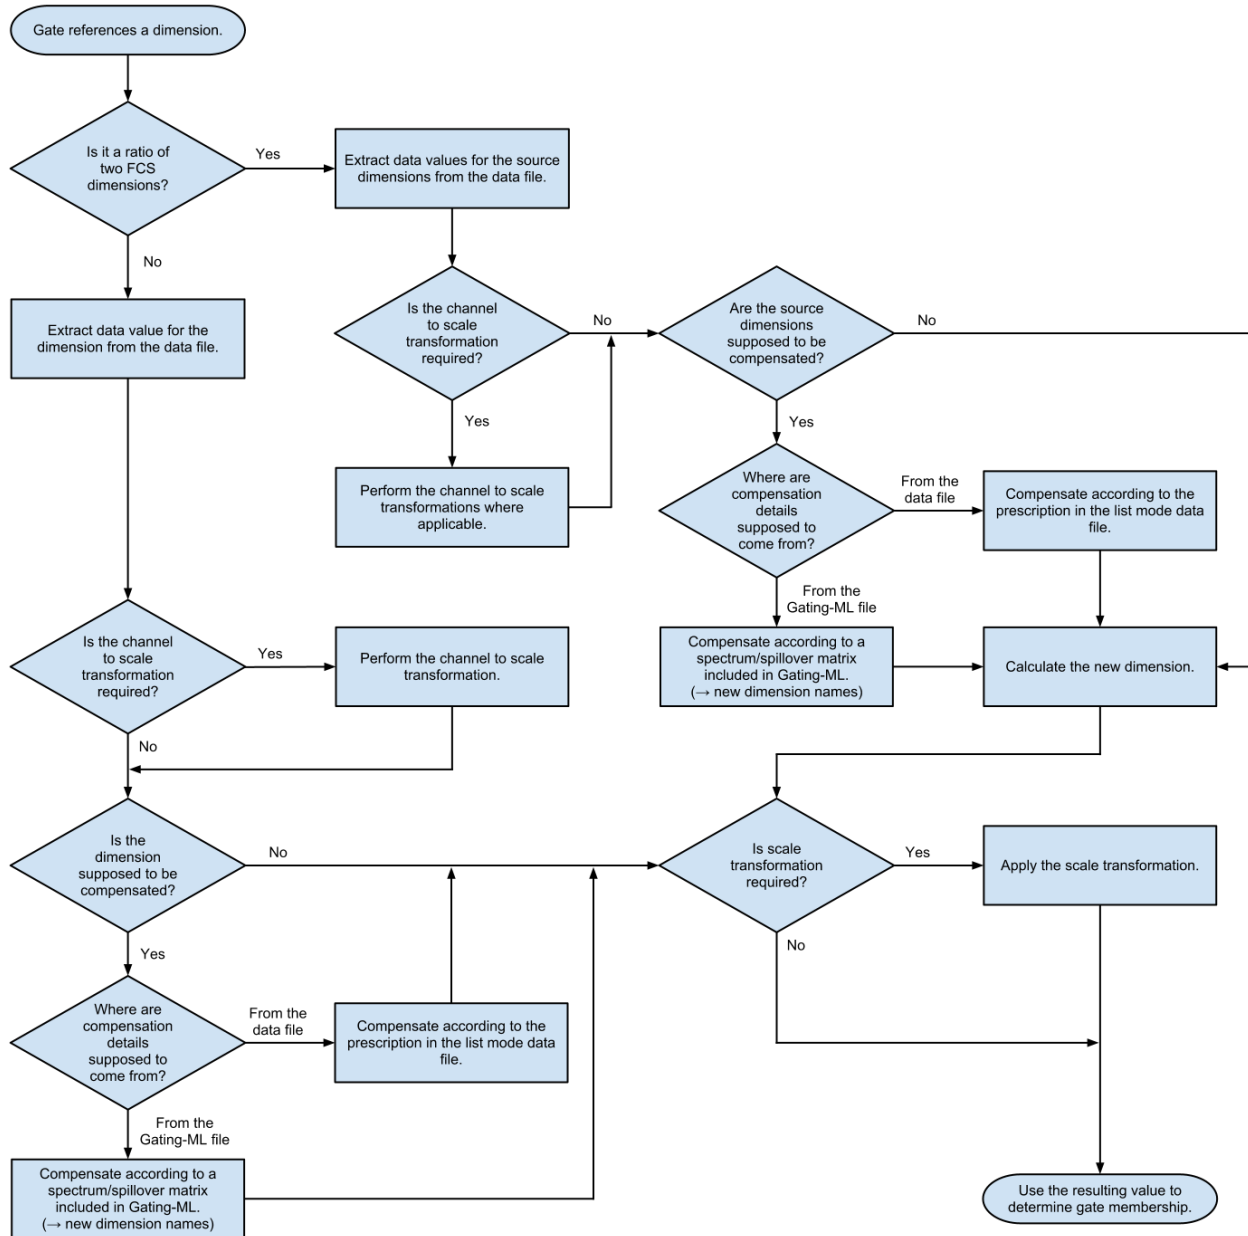 Gate references a dimension.
Is it a ratio of
two FCS
dimensions?
Yes
Extract data values for the source
dimensions from the data file.
No
Extract data value for the
dimension from the data file.
Is the channel
to scale
transformation
required?
No
Yes
Perform the channel to scale
transformations where
applicable.
Are the source
dimensions
supposed to be
compensated?
No
Yes
Where are
compensation
details
supposed to
come from?
From the
data file
Compensate according to the
prescription in the list mode data
file.
From the
Gating-ML file
Compensate according to a
spectrum/spillover matrix
included in Gating-ML.
(→ new dimension names)
Calculate the new dimension.
Is the channel
to scale
transformation
required?
Yes
Perform the channel to scale
transformation.
No
Is the
dimension
supposed to be
compensated?
No
Yes
Where are
compensation
details
supposed to
come from?
From the
data file
Compensate according to the
prescription in the list mode data
file.
From the
Gating-ML file
Compensate according to a
spectrum/spillover matrix
included in Gating-ML.
(→ new dimension names)
Is scale
transformation
required?
Yes
Apply the scale transformation.
No
Use the resulting value to
determine gate membership.